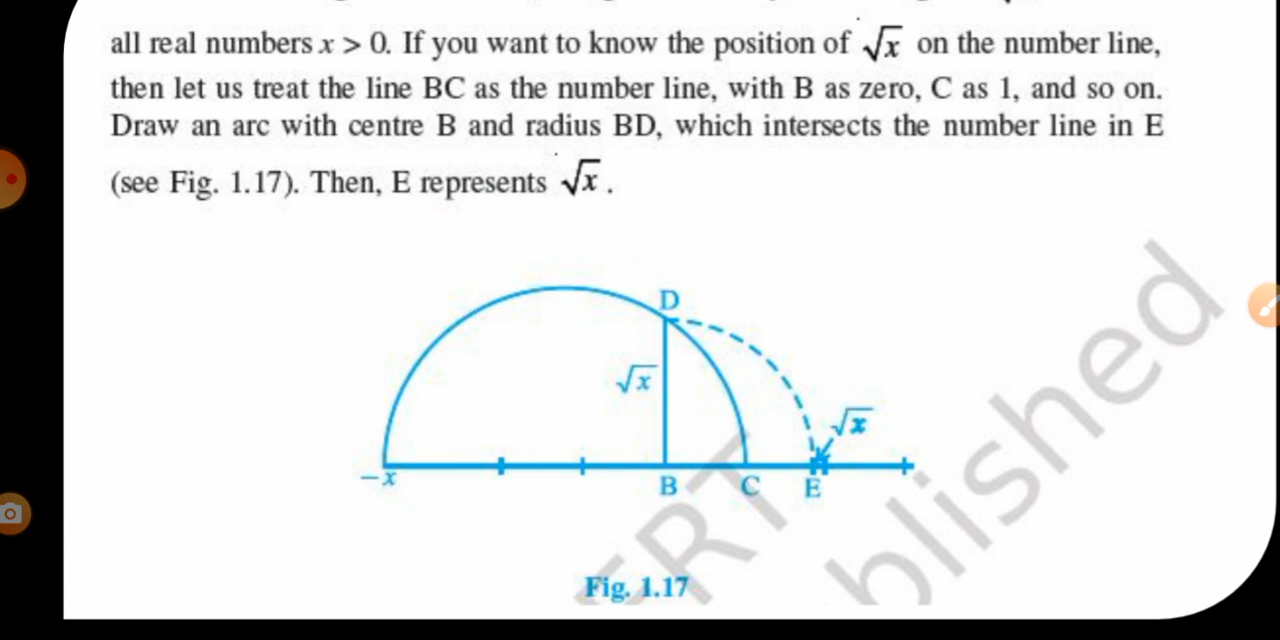 all real numbers x > 0. If you want to know the position of √x on the number line,
then let us treat the line BC as the number line, with B as zero, C as 1, and so on.
Draw an arc with centre B and radius BD, which intersects the number line in E
(see Fig. 1.17). Then, E represents √x .
D
√x
√x
–x
B
C
E
Fig. 1.17
ERT
blished